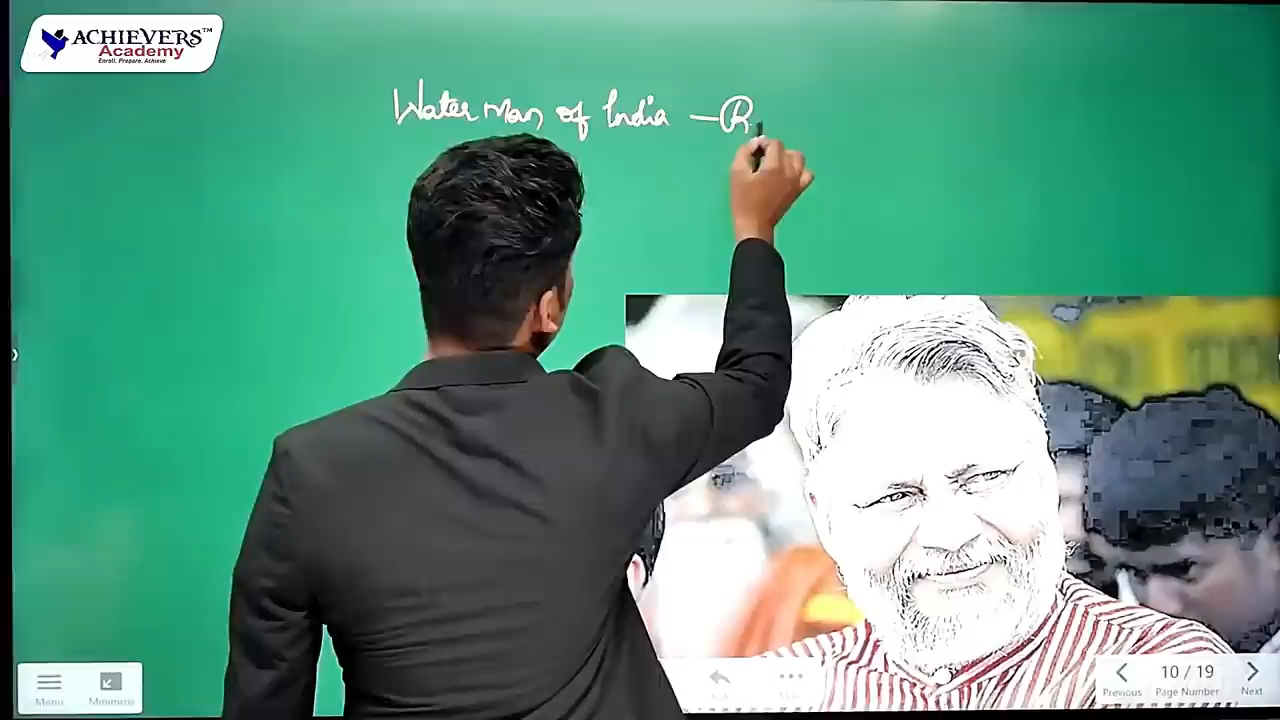 ACHIEVERS™
Academy
Enroll. Prepare. Achieve
Water Man of India – R
Menu
Minimize
10 / 19
Previous
Page Number
Next